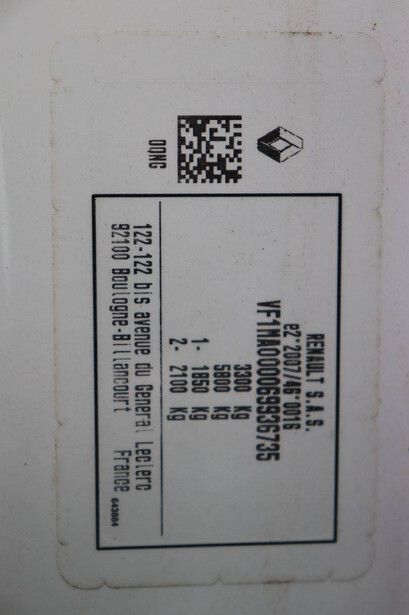 RENAULT S.A.S.
e2*2007/46*0016
VF1MA000069936735
3300 Kg
5800 Kg
1- 1850 Kg
2- 2100 Kg
122-122 bis avenue du General Leclerc
92100 Boulogne-Billancourt France
643804
DQNG